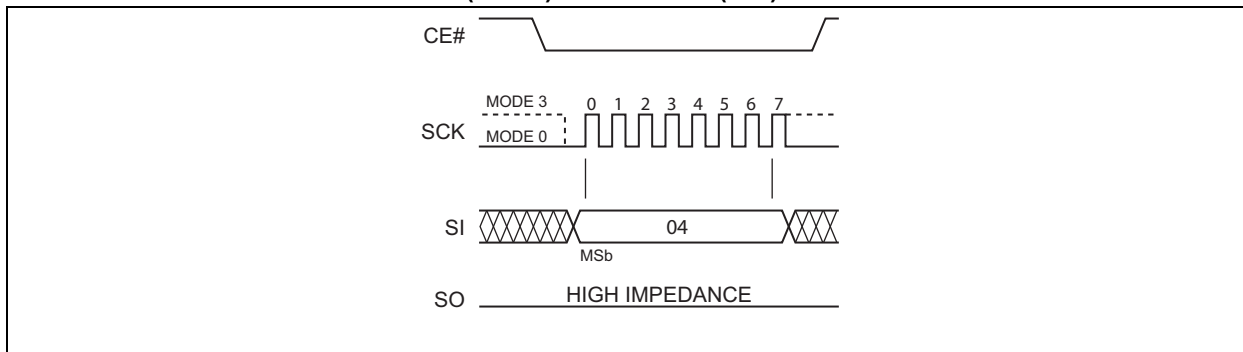 CE#
MODE 3
0 1 2 3 4 5 6 7
SCK
MODE 0
SI
04
MSb
SO
HIGH IMPEDANCE